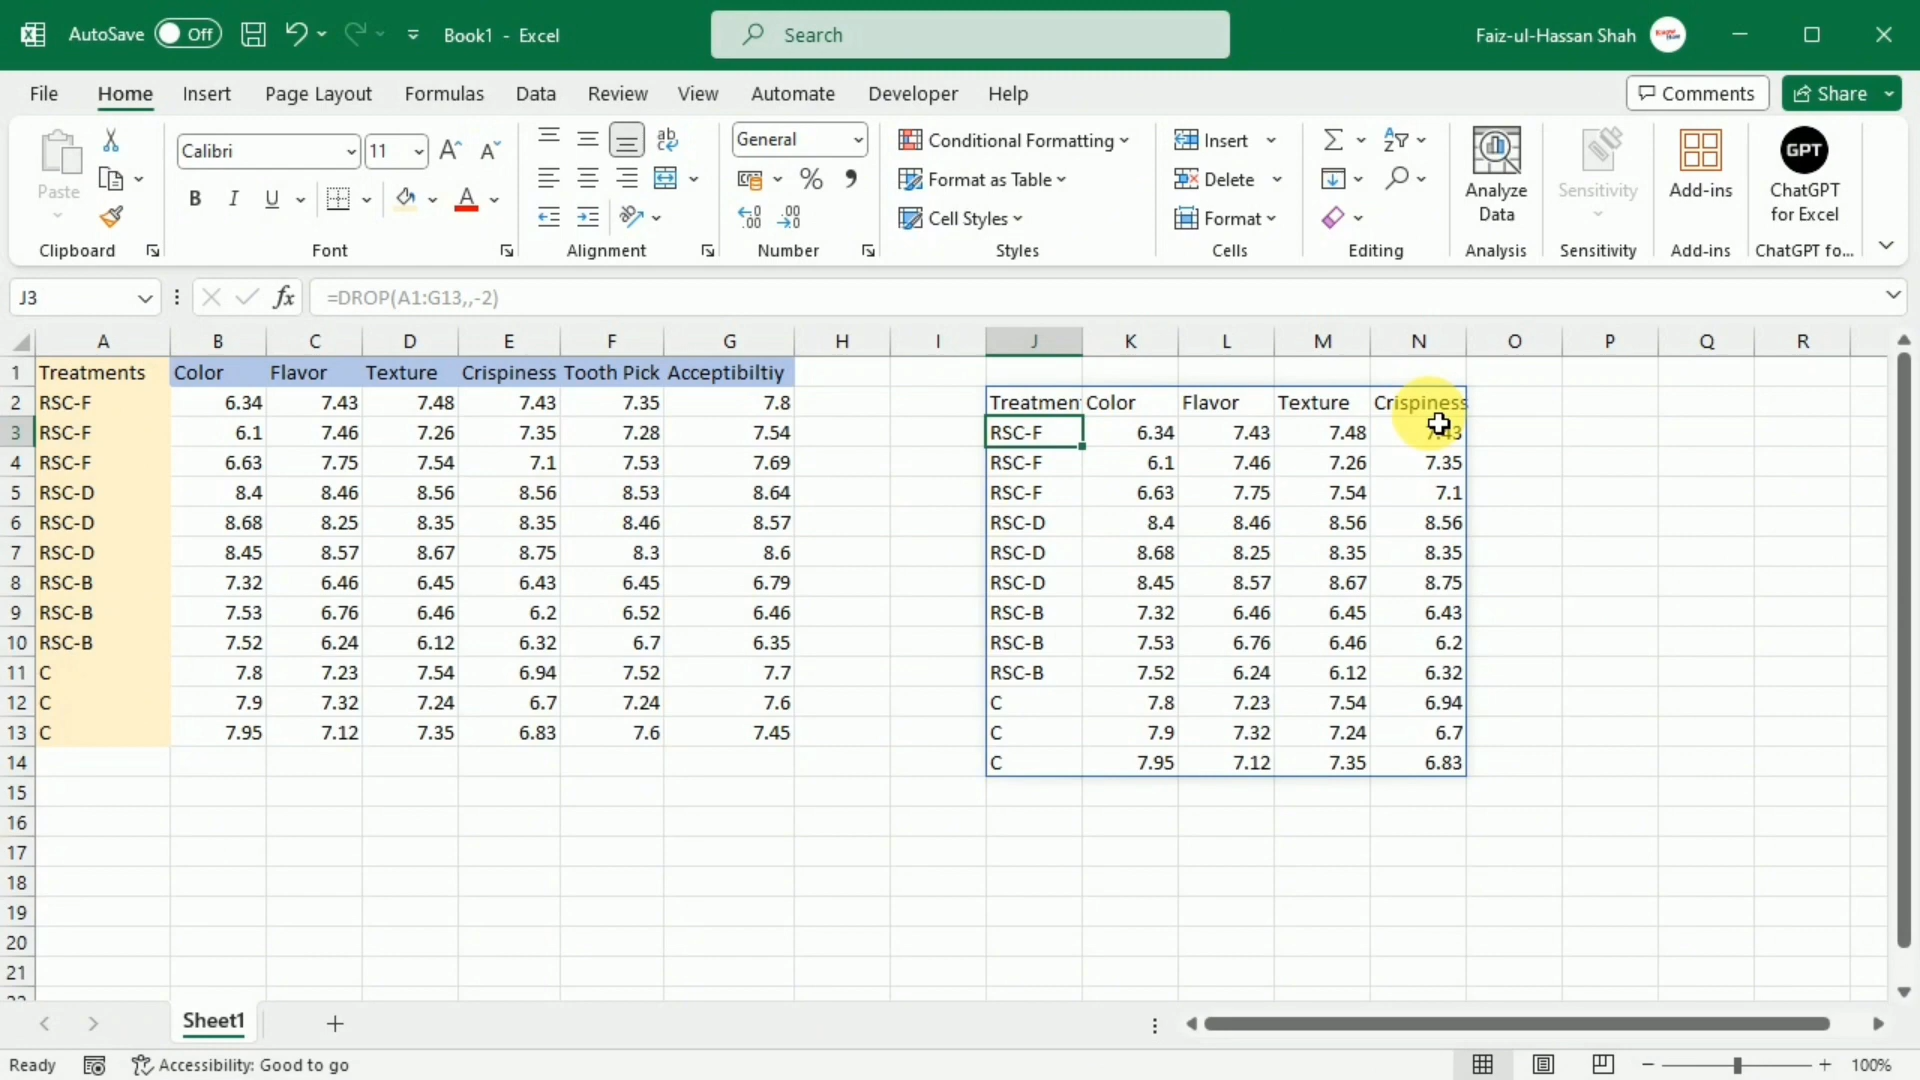 AutoSave Off Book1 - Excel Search Faiz-ul-Hassan Shah
File Home Insert Page Layout Formulas Data Review View Automate Developer Help Comments Share
Paste Calibri 11 General Conditional Formatting Format as Table Cell Styles Insert Delete Format Analyze Data Sensitivity Add-ins GPT ChatGPT for Excel
Clipboard Font Alignment Number Styles Cells Editing Analysis Sensitivity Add-ins ChatGPT fo...
J3 fx =DROP(A1:G13,,-2)
A B C D E F G H I J K L M N O P Q R
1 Treatments Color Flavor Texture Crispiness Tooth Pick Acceptibiltiy
2 RSC-F 6.34 7.43 7.48 7.43 7.35 7.8 Treatmen Color Flavor Texture Crispiness
3 RSC-F 6.1 7.46 7.26 7.35 7.28 7.54 RSC-F 6.34 7.43 7.48 7.43
4 RSC-F 6.63 7.75 7.54 7.1 7.53 7.69 RSC-F 6.1 7.46 7.26 7.35
5 RSC-D 8.4 8.46 8.56 8.56 8.53 8.64 RSC-F 6.63 7.75 7.54 7.1
6 RSC-D 8.68 8.25 8.35 8.35 8.46 8.57 RSC-D 8.4 8.46 8.56 8.56
7 RSC-D 8.45 8.57 8.67 8.75 8.3 8.6 RSC-D 8.68 8.25 8.35 8.35
8 RSC-B 7.32 6.46 6.45 6.43 6.45 6.79 RSC-D 8.45 8.57 8.67 8.75
9 RSC-B 7.53 6.76 6.46 6.2 6.52 6.46 RSC-B 7.32 6.46 6.45 6.43
10 RSC-B 7.52 6.24 6.12 6.32 6.7 6.35 RSC-B 7.53 6.76 6.46 6.2
11 C 7.8 7.23 7.54 6.94 7.52 7.7 RSC-B 7.52 6.24 6.12 6.32
12 C 7.9 7.32 7.24 6.7 7.24 7.6 C 7.8 7.23 7.54 6.94
13 C 7.95 7.12 7.35 6.83 7.6 7.45 C 7.9 7.32 7.24 6.7
14 C 7.95 7.12 7.35 6.83
15
16
17
18
19
20
21
Sheet1
Ready Accessibility: Good to go 100%